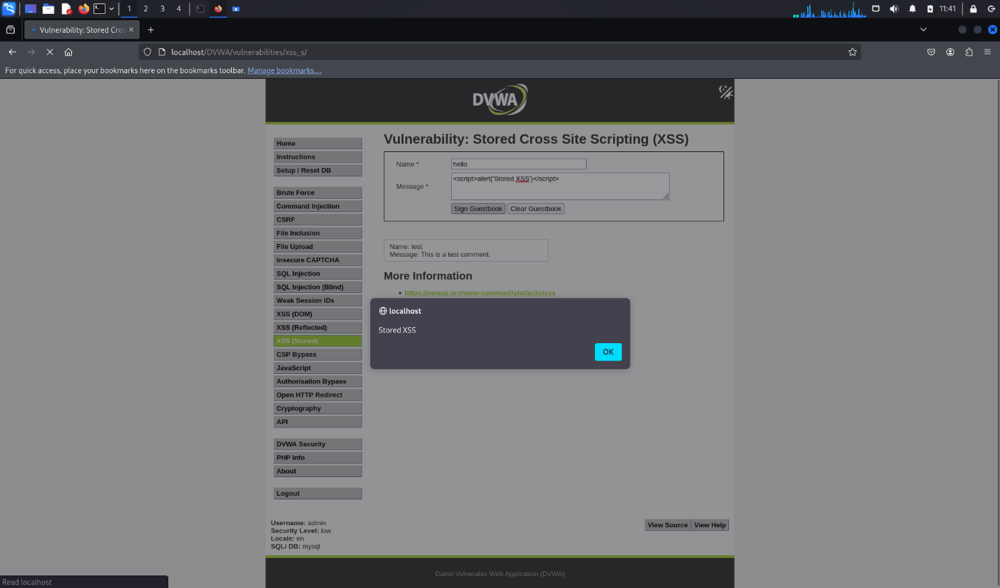 1 2 3 4 11:41
Vulnerability: Stored Cros
localhost/DVWA/vulnerabilities/xss_s/
For quick access, place your bookmarks here on the bookmarks toolbar. Manage bookmarks…
DVWA
Home
Instructions
Setup / Reset DB
Brute Force
Command Injection
CSRF
File Inclusion
File Upload
Insecure CAPTCHA
SQL Injection
SQL Injection (Blind)
Weak Session IDs
XSS (DOM)
XSS (Reflected)
XSS (Stored)
CSP Bypass
JavaScript
Authorisation Bypass
Open HTTP Redirect
Cryptography
API
DVWA Security
PHP Info
About
Logout
Vulnerability: Stored Cross Site Scripting (XSS)
Name * hello
Message * <script>alert('Stored XSS')</script>
Sign Guestbook Clear Guestbook
Name: test
Message: This is a test comment.
More Information
https://owasp.org/www-community/attacks/xss
localhost
Stored XSS
OK
Username: admin
Security Level: low
Locale: en
SQLi DB: mysql
View Source View Help
Damn Vulnerable Web Application (DVWA)
Read localhost